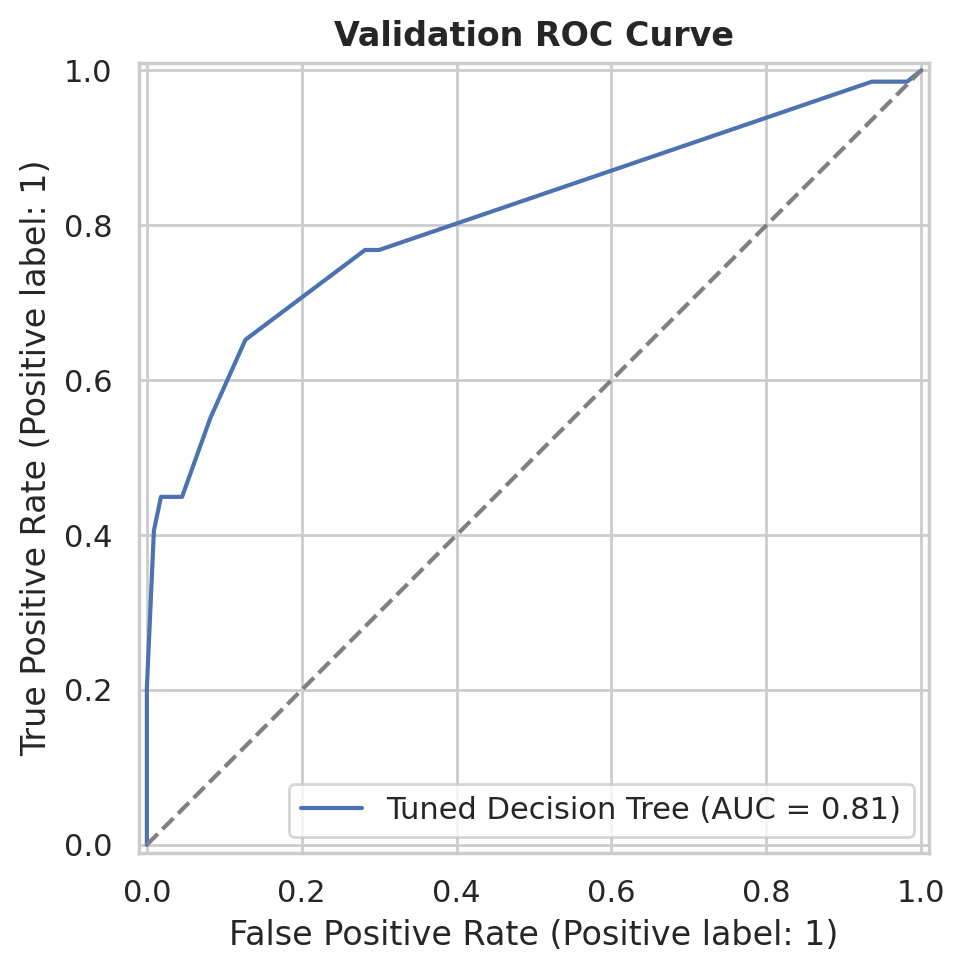 Validation ROC Curve
True Positive Rate (Positive label: 1)
1.0
0.8
0.6
0.4
0.2
0.0
Tuned Decision Tree (AUC = 0.81)
0.0 0.2 0.4 0.6 0.8 1.0
False Positive Rate (Positive label: 1)